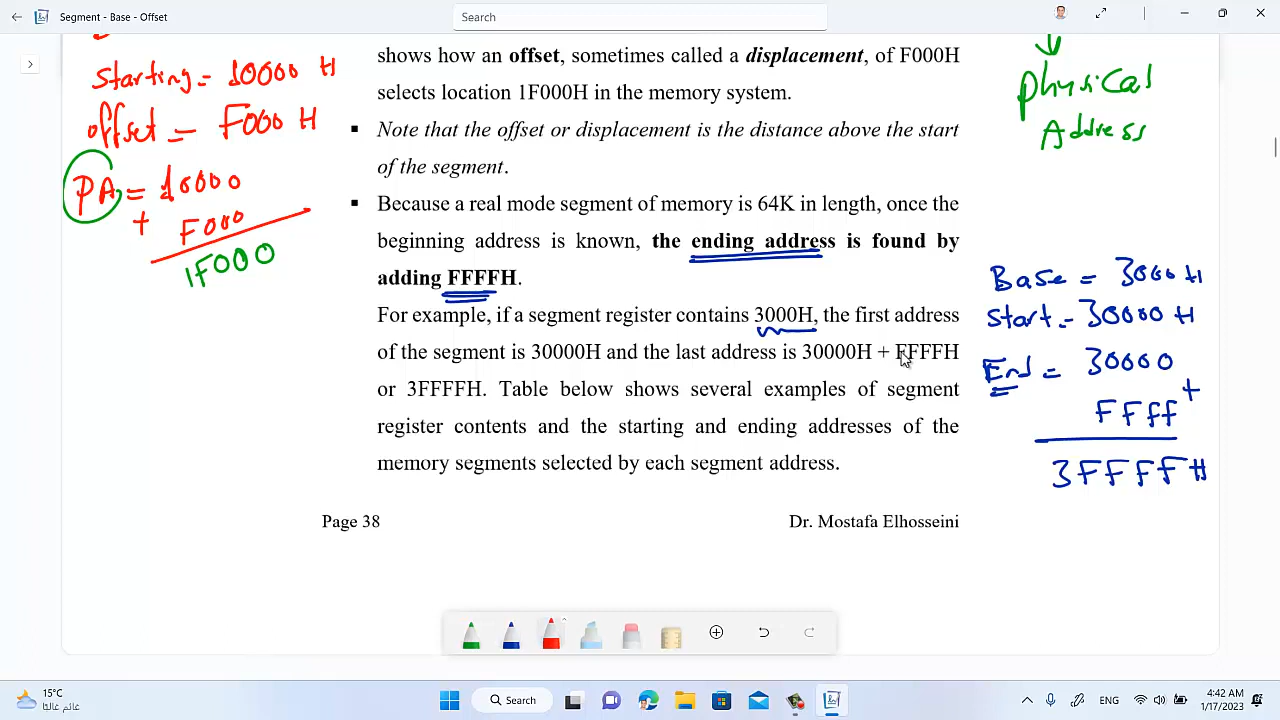 Segment - Base - Offset
Search
shows how an offset, sometimes called a displacement, of F000H
selects location 1F000H in the memory system.
▪ Note that the offset or displacement is the distance above the start
of the segment.
▪ Because a real mode segment of memory is 64K in length, once the
beginning address is known, the ending address is found by
adding FFFFH.
For example, if a segment register contains 3000H, the first address
of the segment is 30000H and the last address is 30000H + FFFFH
or 3FFFFH. Table below shows several examples of segment
register contents and the starting and ending addresses of the
memory segments selected by each segment address.
Page 38
Dr. Mostafa Elhosseini
Starting = 10000 H
offset = F000 H
PA = 10000
+ F000
1F000
Physical
Address
Base = 3000 H
Start = 30000 H
End = 30000
FFFF +
3FFFF H
15°C
غائم غالبًا
Search
ENG
4:42 AM
1/17/2023